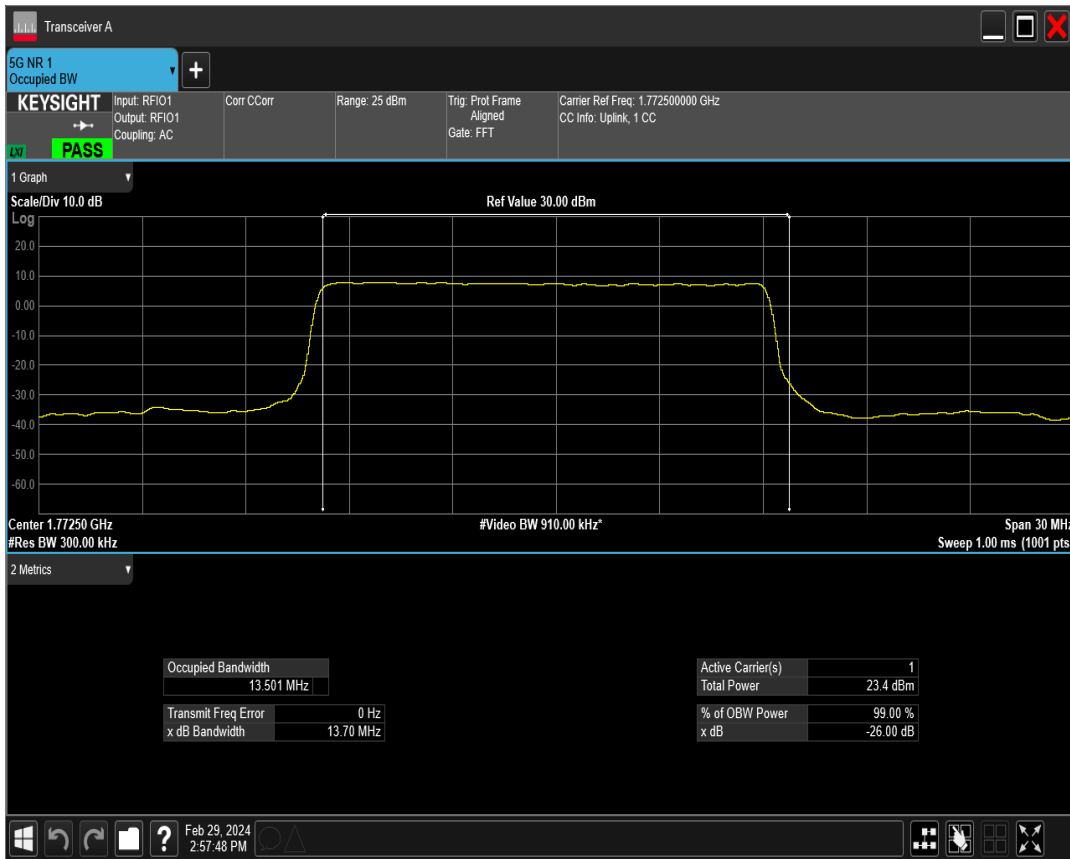 Transceiver A
5G NR 1
Occupied BW
KEYSIGHT
LXI
PASS
Input: RFIO1
Output: RFIO1
Coupling: AC
Corr CCorr
Range: 25 dBm
Trig: Prot Frame
Aligned
Gate: FFT
Carrier Ref Freq: 1.772500000 GHz
CC Info: Uplink, 1 CC
1 Graph
Scale/Div 10.0 dB
Ref Value 30.00 dBm
Log
20.0
10.0
0.00
-10.0
-20.0
-30.0
-40.0
-50.0
-60.0
Center 1.77250 GHz
#Video BW 910.00 kHz*
Span 30 MHz
#Res BW 300.00 kHz
Sweep 1.00 ms (1001 pts
2 Metrics
Occupied Bandwidth
13.501 MHz
Transmit Freq Error 0 Hz
x dB Bandwidth 13.70 MHz
Active Carrier(s) 1
Total Power 23.4 dBm
% of OBW Power 99.00 %
x dB -26.00 dB
?
Feb 29, 2024
2:57:48 PM